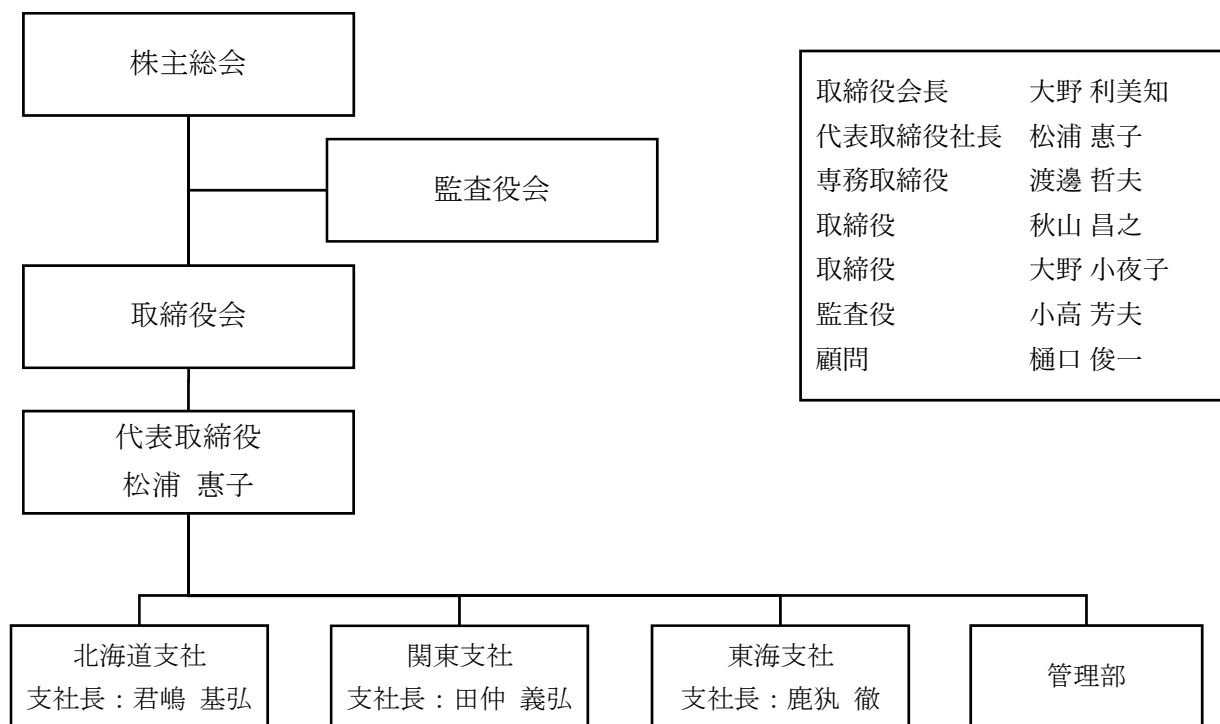 株主総会
監査役会
取締役会
代表取締役
松浦 惠子
取締役会長 大野 利美知
代表取締役社長 松浦 惠子
専務取締役 渡邊 哲夫
取締役 秋山 昌之
取締役 大野 小夜子
監査役 小高 芳夫
顧問 樋口 俊一
北海道支社
支社長：君嶋 基弘
関東支社
支社長：田仲 義弘
東海支社
支社長：鹿犱 徹
管理部